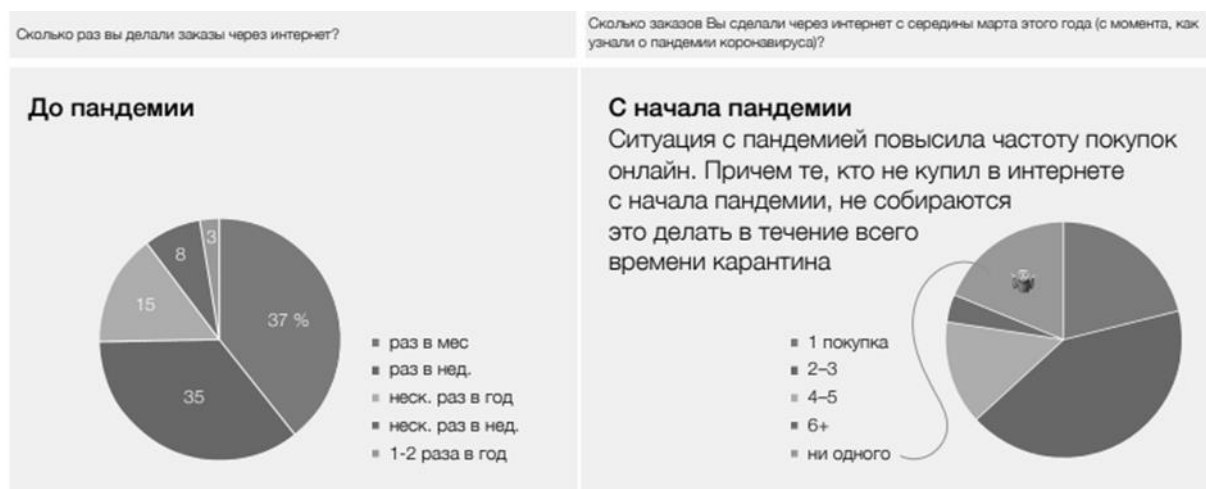 Сколько раз вы делали заказы через интернет?
Сколько заказов Вы сделали через интернет с середины марта этого года (с момента, как
узнали о пандемии коронавируса)?
До пандемии
3
8
15
37 %
35
раз в мес
раз в нед.
неск. раз в год
неск. раз в нед.
1-2 раза в год
С начала пандемии
Ситуация с пандемией повысила частоту покупок
онлайн. Причем те, кто не купил в интернете
с начала пандемии, не собираются
это делать в течение всего
времени карантина
1 покупка
2–3
4–5
6+
ни одного